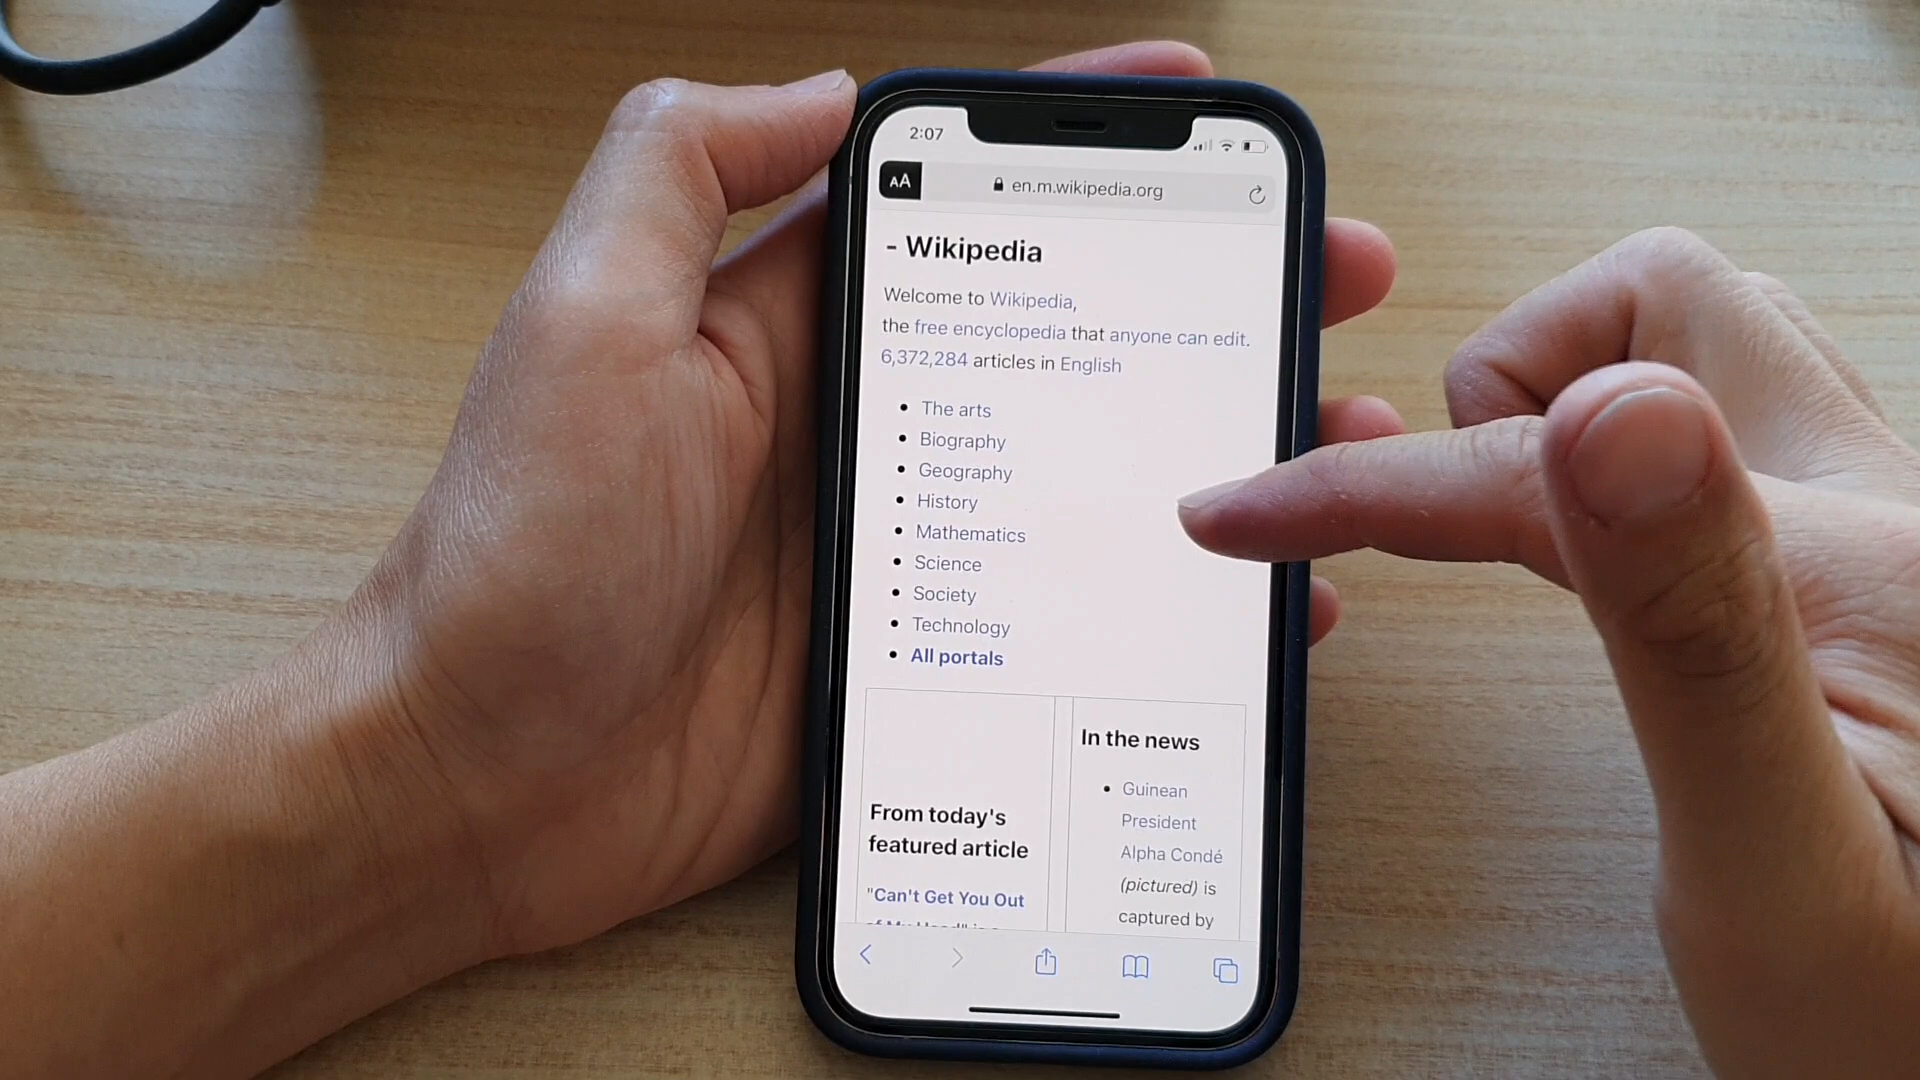 2:07
AA
en.m.wikipedia.org
- Wikipedia
Welcome to Wikipedia,
the free encyclopedia that anyone can edit.
6,372,284 articles in English
• The arts
• Biography
• Geography
• History
• Mathematics
• Science
• Society
• Technology
• All portals
From today's
featured article
"Can't Get You Out
In the news
• Guinean
President
Alpha Condé
(pictured) is
captured by